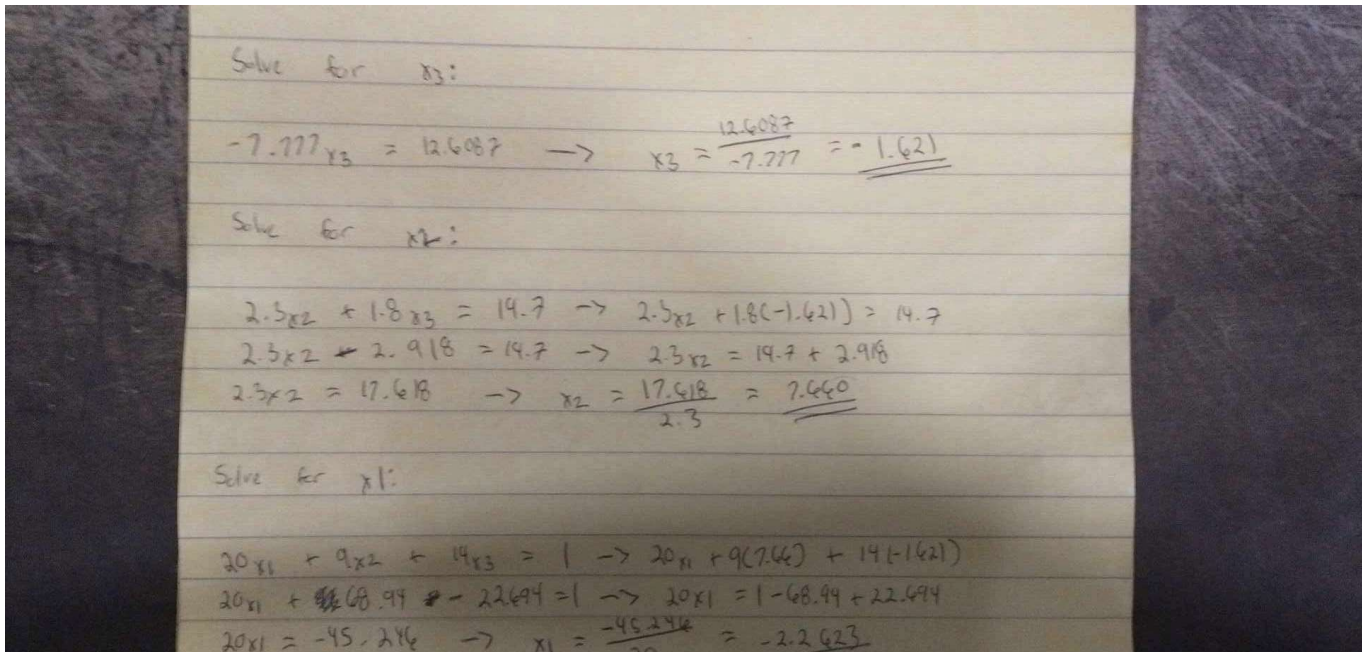 Solve for x3:
-7.777x3 = 12.6087 -> x3 = 12.6087 / -7.777 = - 1.621
Solve for x2:
2.3x2 + 1.8x3 = 14.7 -> 2.3x2 + 1.8(-1.621) = 14.7
2.3x2 - 2.918 = 14.7 -> 2.3x2 = 14.7 + 2.918
2.3x2 = 17.618 -> x2 = 17.618 / 2.3 = 7.660
Solve for x1:
20x1 + 9x2 + 14x3 = 1 -> 20x1 + 9(7.66) + 14(-1.621)
20x1 + 68.94 - 22.694 = 1 -> 20x1 = 1 - 68.94 + 22.694
20x1 = -45.246 -> x1 = -45.246 / 20 = -2.2623